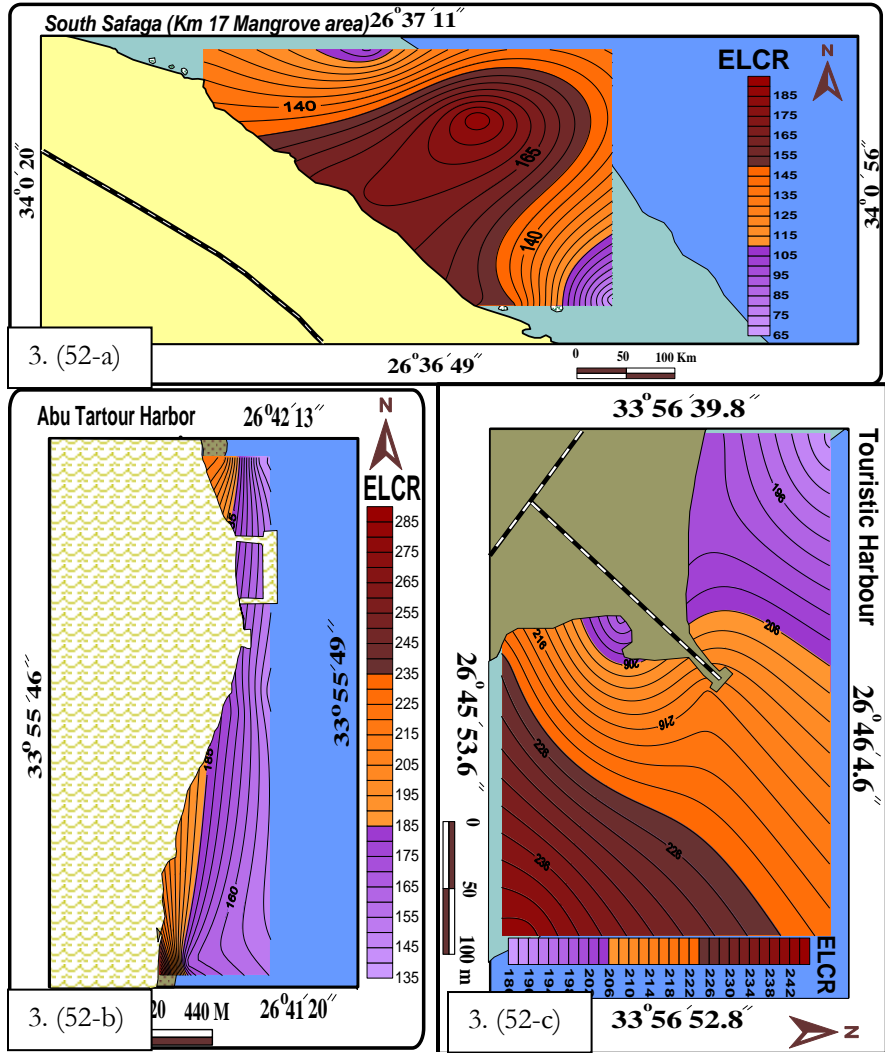 South Safaga (Km 17 Mangrove area)
26° 37' 11''
34° 0' 20''
34° 0' 56''
26° 36' 49''
140
165
140
ELCR
185
175
165
155
145
125
115
105
95
85
75
65
N
0 50 100 Km
3. (52-a)
Abu Tartour Harbor
26° 42' 13''
33° 55' 46''
33° 55' 49''
26° 41' 20''
185
160
N
ELCR
285
275
265
255
245
235
225
215
205
195
185
175
165
155
145
135
20 440 M
3. (52-b)
33° 56' 39.8''
Touristic Harbour
26° 45' 53.6''
26° 46' 4.6''
33° 56' 52.8''
198
206
216
206
216
228
228
236
0 50 100 m
190
194
198
206
210
214
218
222
226
230
234
238
242
ELCR
N
3. (52-c)